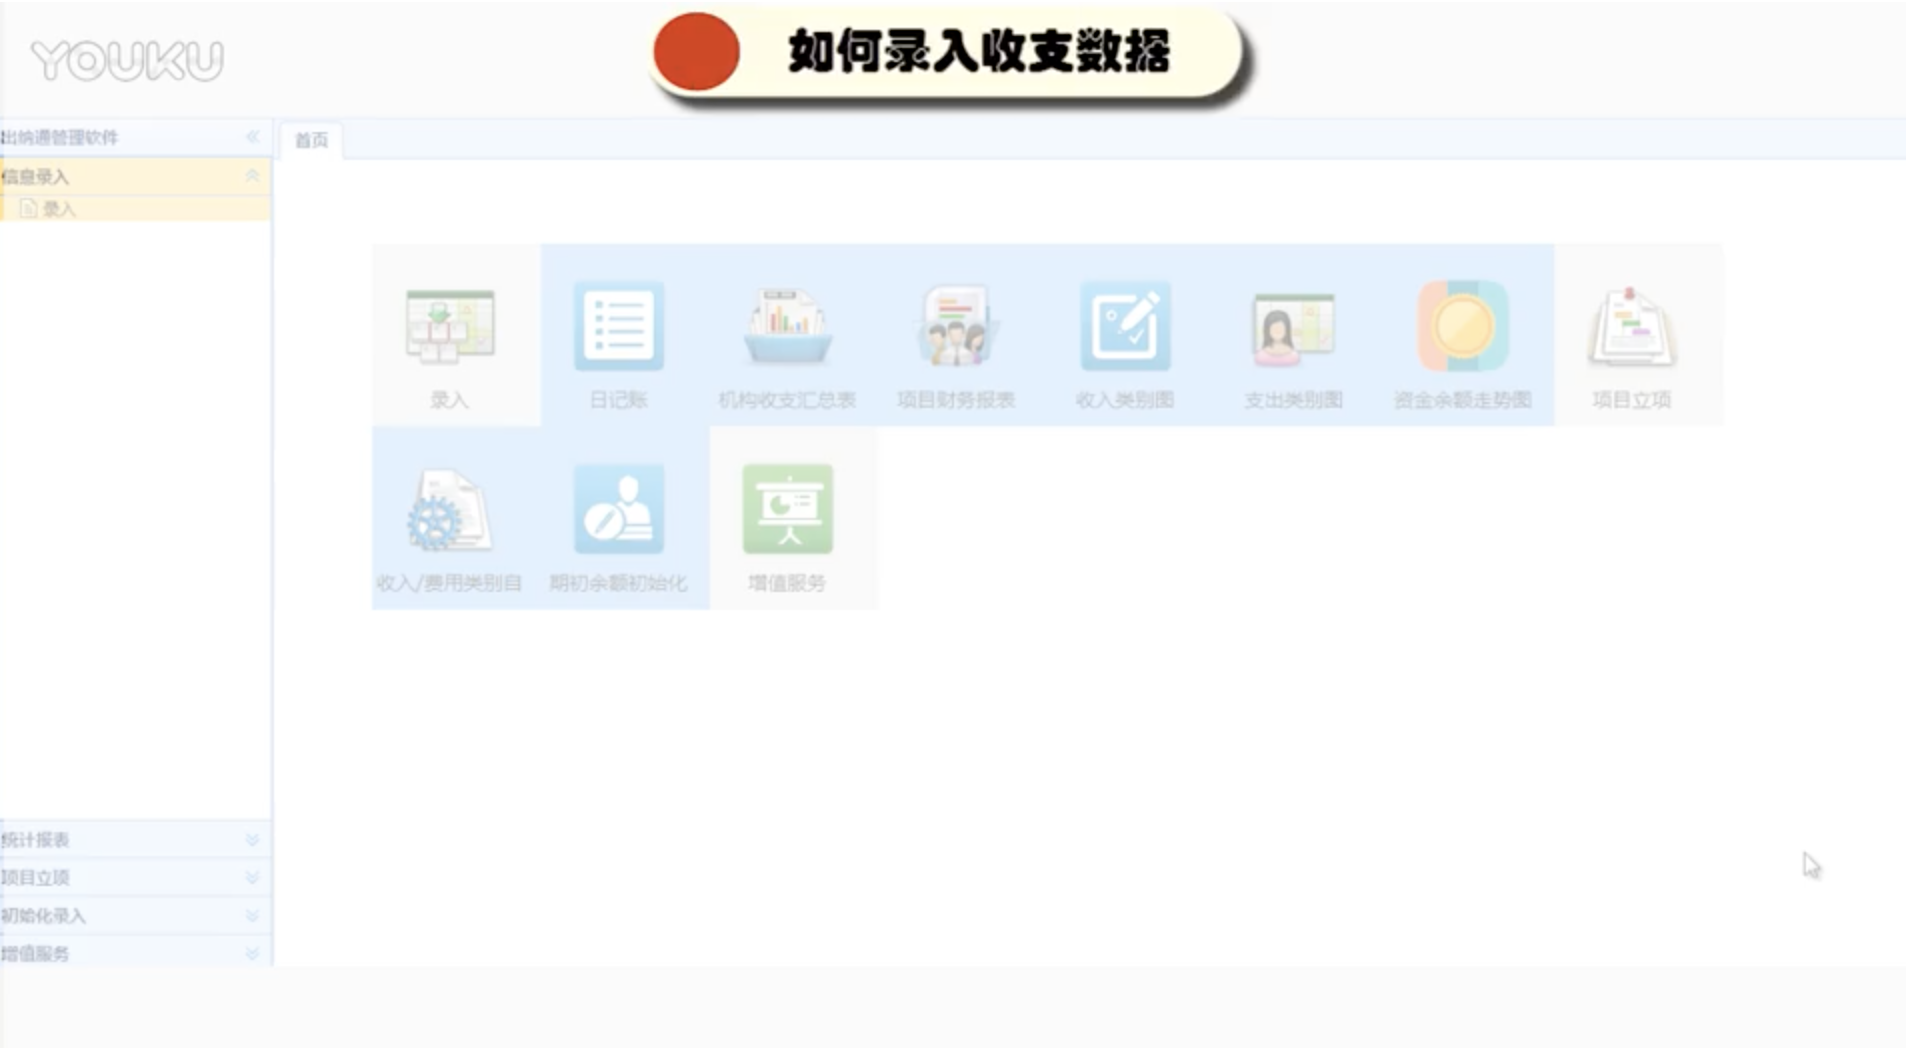 YOUKU
如何录入收支数据
出纳通管理软件
首页
信息录入
录入
录入
日记账
机构收支汇总表
项目财务报表
收入类别图
支出类别图
资金余额走势图
项目立项
收入/费用类别自
期初余额初始化
增值服务
统计报表
项目立项
初始化录入
增值服务